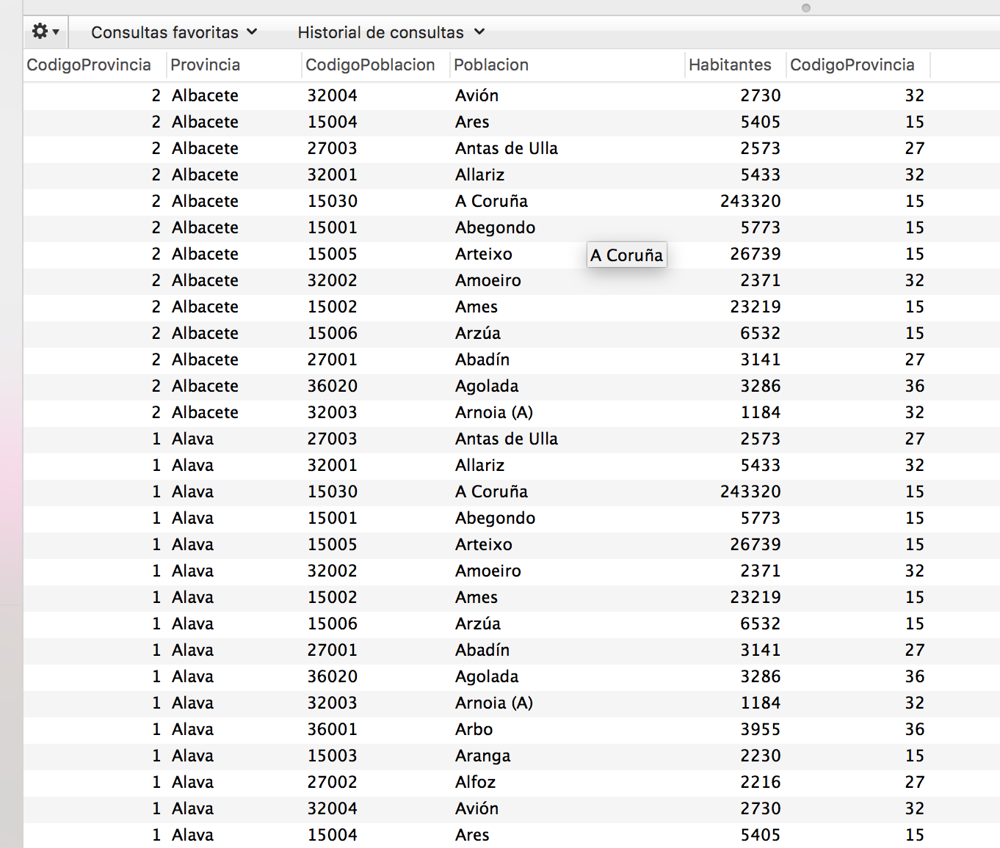 Consultas favoritas Historial de consultas
CodigoProvincia Provincia CodigoPoblacion Poblacion Habitantes CodigoProvincia
2 Albacete 32004 Avión 2730 32
2 Albacete 15004 Ares 5405 15
2 Albacete 27003 Antas de Ulla 2573 27
2 Albacete 32001 Allariz 5433 32
2 Albacete 15030 A Coruña 243320 15
2 Albacete 15001 Abegondo 5773 15
2 Albacete 15005 Arteixo A Coruña 26739 15
2 Albacete 32002 Amoeiro 2371 32
2 Albacete 15002 Ames 23219 15
2 Albacete 15006 Arzúa 6532 15
2 Albacete 27001 Abadín 3141 27
2 Albacete 36020 Agolada 3286 36
2 Albacete 32003 Arnoia (A) 1184 32
1 Alava 27003 Antas de Ulla 2573 27
1 Alava 32001 Allariz 5433 32
1 Alava 15030 A Coruña 243320 15
1 Alava 15001 Abegondo 5773 15
1 Alava 15005 Arteixo 26739 15
1 Alava 32002 Amoeiro 2371 32
1 Alava 15002 Ames 23219 15
1 Alava 15006 Arzúa 6532 15
1 Alava 27001 Abadín 3141 27
1 Alava 36020 Agolada 3286 36
1 Alava 32003 Arnoia (A) 1184 32
1 Alava 36001 Arbo 3955 36
1 Alava 15003 Aranga 2230 15
1 Alava 27002 Alfoz 2216 27
1 Alava 32004 Avión 2730 32
1 Alava 15004 Ares 5405 15